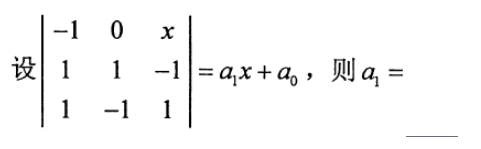 设 | -1 0 x |
| 1 1 -1 | = a₁x + a₀ ，则 a₁ =
| 1 -1 1 |